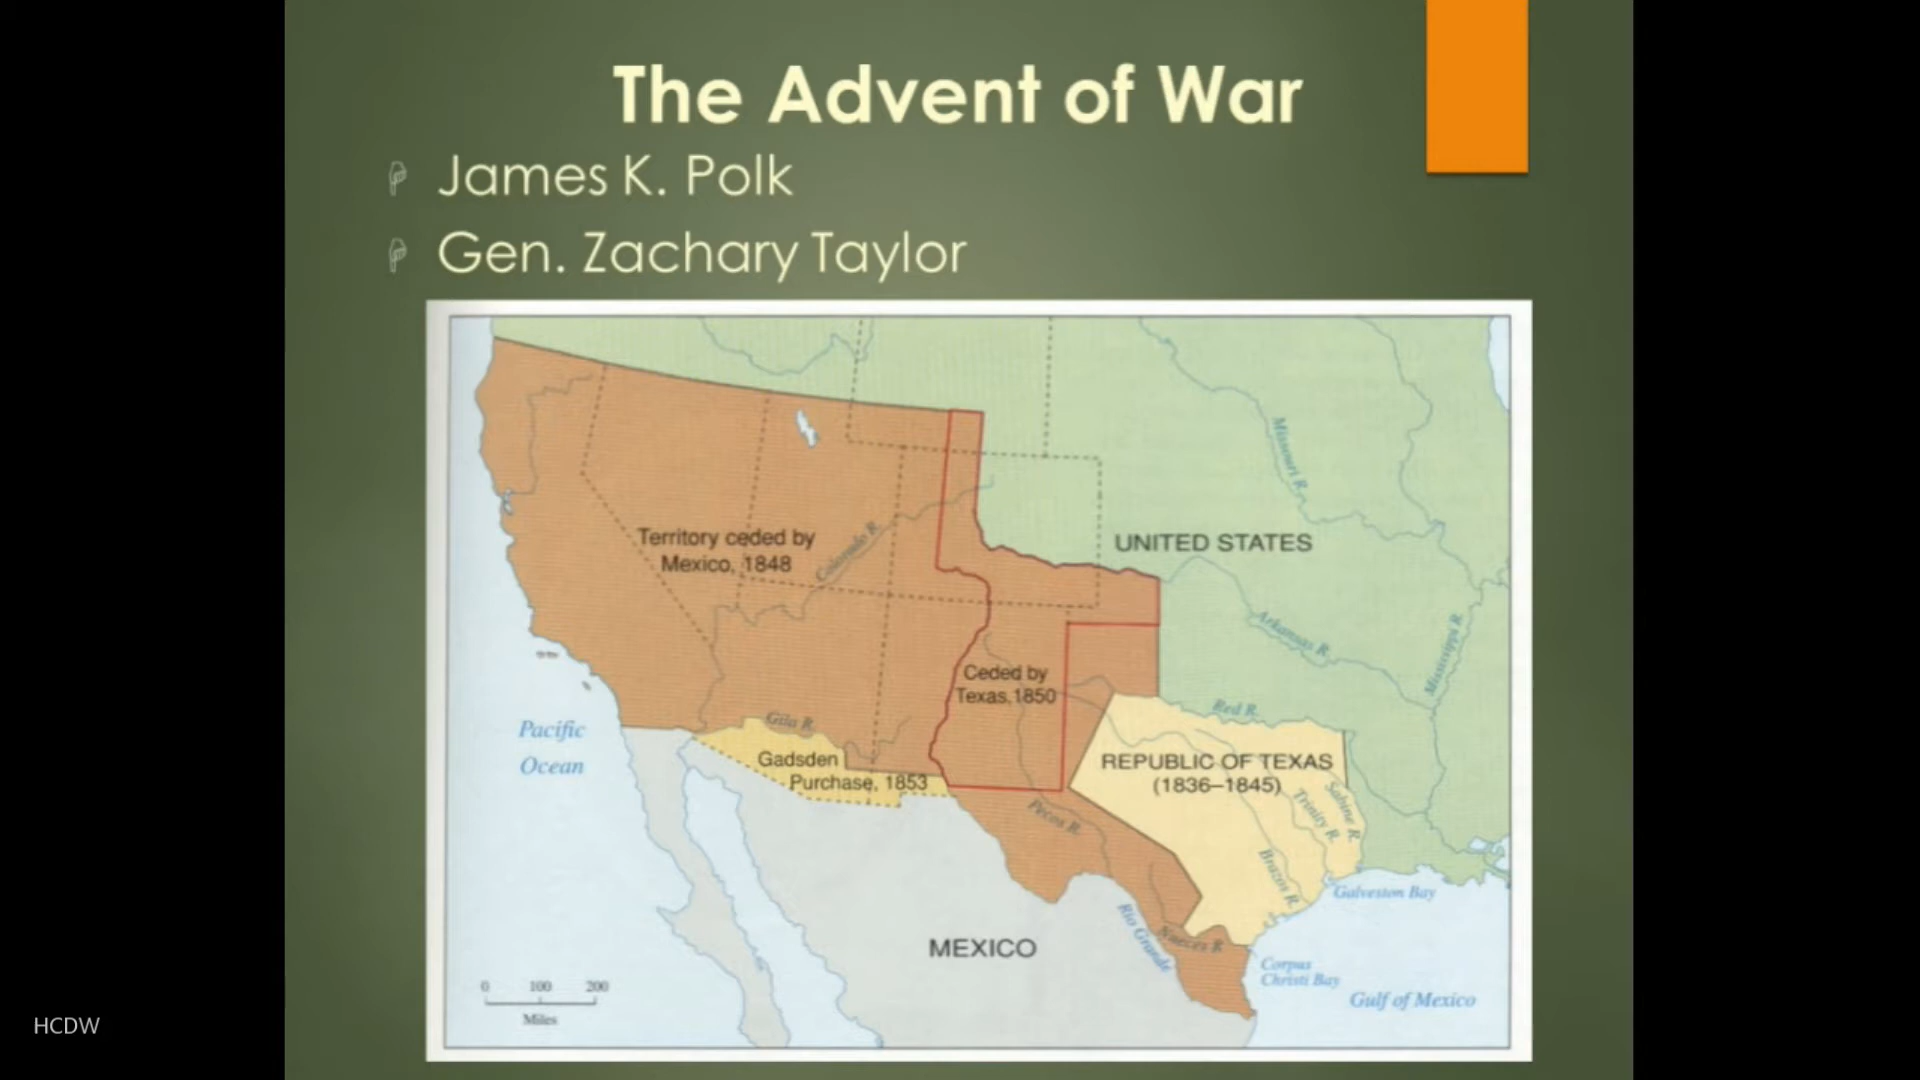 The Advent of War
James K. Polk
Gen. Zachary Taylor
Missouri R.
Territory ceded by
Mexico, 1848
Colorado R.
UNITED STATES
Arkansas R.
Mississippi R.
Ceded by
Texas, 1850
Pacific
Ocean
Gila R.
Red R.
Gadsden
Purchase, 1853
REPUBLIC OF TEXAS
(1836–1845)
Sabine R.
Trinity R.
Pecos R.
Brazos R.
Galveston Bay
Rio Grande
Nueces R.
MEXICO
Corpus
Christi Bay
Gulf of Mexico
0 100 200
Miles
HCDW